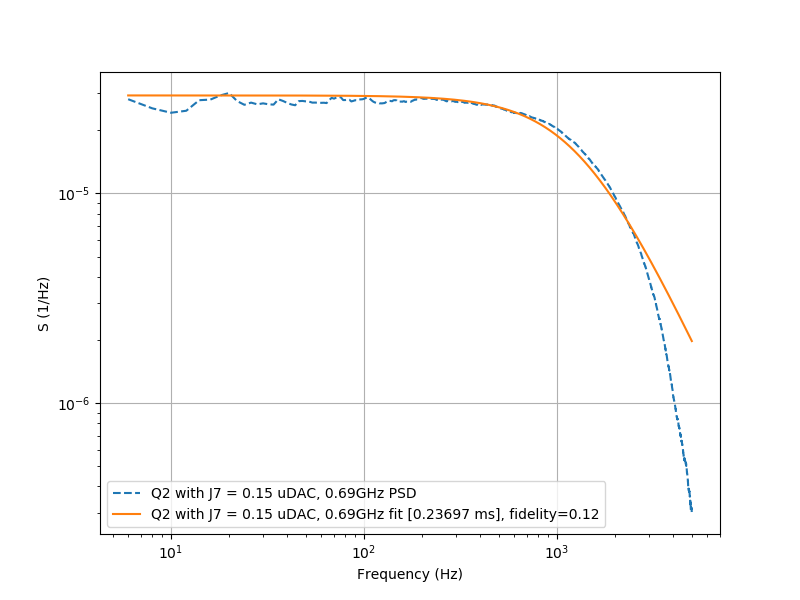 S (1/Hz)
10⁻⁵
10⁻⁶
Q2 with J7 = 0.15 uDAC, 0.69GHz PSD
Q2 with J7 = 0.15 uDAC, 0.69GHz fit [0.23697 ms], fidelity=0.12
10¹ 10² 10³
Frequency (Hz)